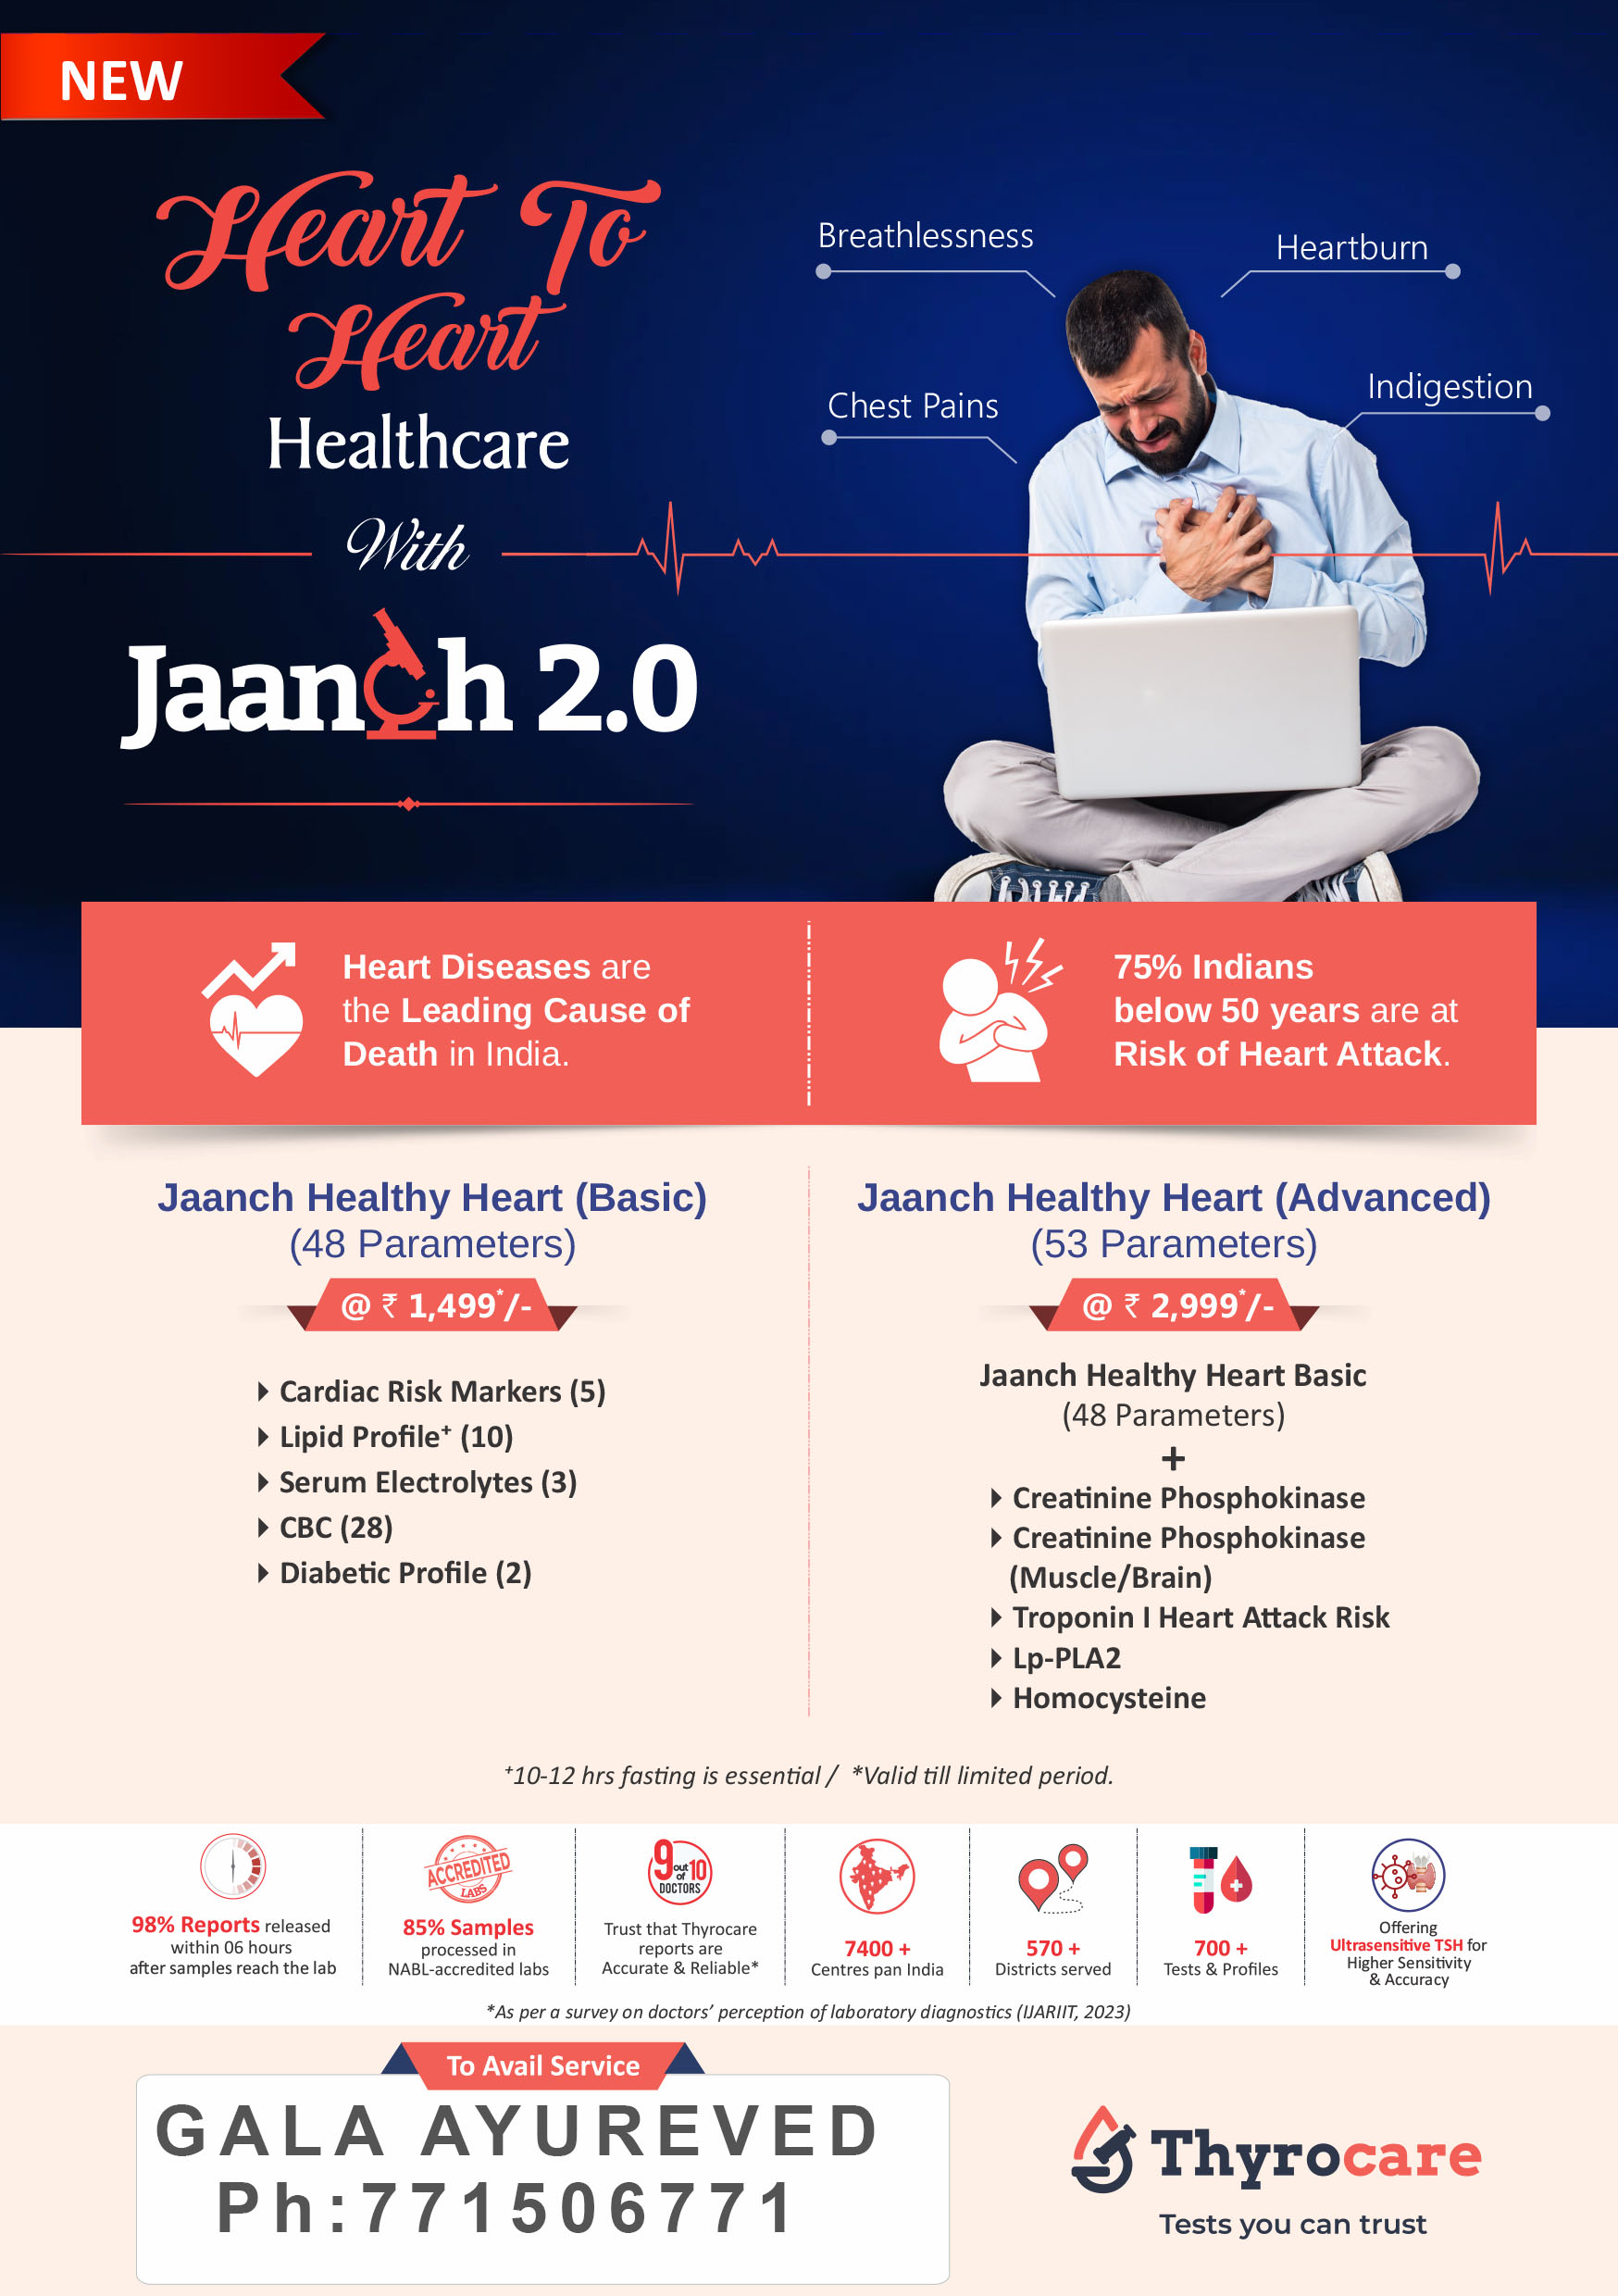 NEW
Heart To
Heart
Healthcare
With
Jaanch 2.0
Breathlessness
Heartburn
Chest Pains
Indigestion
Heart Diseases are
the Leading Cause of
Death in India.
75% Indians
below 50 years are at
Risk of Heart Attack.
Jaanch Healthy Heart (Basic)
(48 Parameters)
@ ₹ 1,499*/-
Cardiac Risk Markers (5)
Lipid Profile⁺ (10)
Serum Electrolytes (3)
CBC (28)
Diabetic Profile (2)
Jaanch Healthy Heart (Advanced)
(53 Parameters)
@ ₹ 2,999*/-
Jaanch Healthy Heart Basic
(48 Parameters)
+
Creatinine Phosphokinase
Creatinine Phosphokinase
(Muscle/Brain)
Troponin I Heart Attack Risk
Lp-PLA2
Homocysteine
⁺10-12 hrs fasting is essential / *Valid till limited period.
98% Reports released
within 06 hours
after samples reach the lab
ACCREDITED
LABS
85% Samples
processed in
NABL-accredited labs
9 out of 10
DOCTORS
Trust that Thyrocare
reports are
Accurate & Reliable*
7400 +
Centres pan India
570 +
Districts served
700 +
Tests & Profiles
Offering
Ultrasensitive TSH for
Higher Sensitivity
& Accuracy
*As per a survey on doctors' perception of laboratory diagnostics (IJARIIT, 2023)
To Avail Service
GALA AYUREVED
Ph:771506771
Thyrocare
Tests you can trust